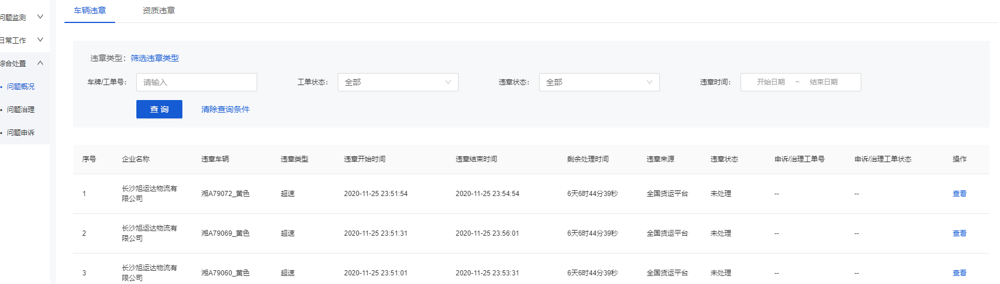 车辆违章
资质违章
问题监测
日常工作
综合处置
问题概况
问题治理
问题申诉
违章类型： 筛选违章类型
车牌/工单号： 请输入 工单状态： 全部 违章状态： 全部 违章时间： 开始日期 ~ 结束日期
查 询 清除查询条件
序号 企业名称 违章车辆 违章类型 违章开始时间 违章结束时间 剩余处理时间 违章来源 违章状态 申诉/治理工单号 申诉/治理工单状态 操作
1 长沙旭运达物流有 湘A79072_黄色 超速 2020-11-25 23:51:54 2020-11-25 23:54:54 6天6时44分39秒 全国货运平台 未处理 -- -- 查看
限公司
2 长沙旭运达物流有 湘A79069_黄色 超速 2020-11-25 23:51:31 2020-11-25 23:56:01 6天6时44分39秒 全国货运平台 未处理 -- -- 查看
限公司
3 长沙旭运达物流有 湘A79060_黄色 超速 2020-11-25 23:51:01 2020-11-25 23:53:31 6天6时44分39秒 全国货运平台 未处理 -- -- 查看
限公司